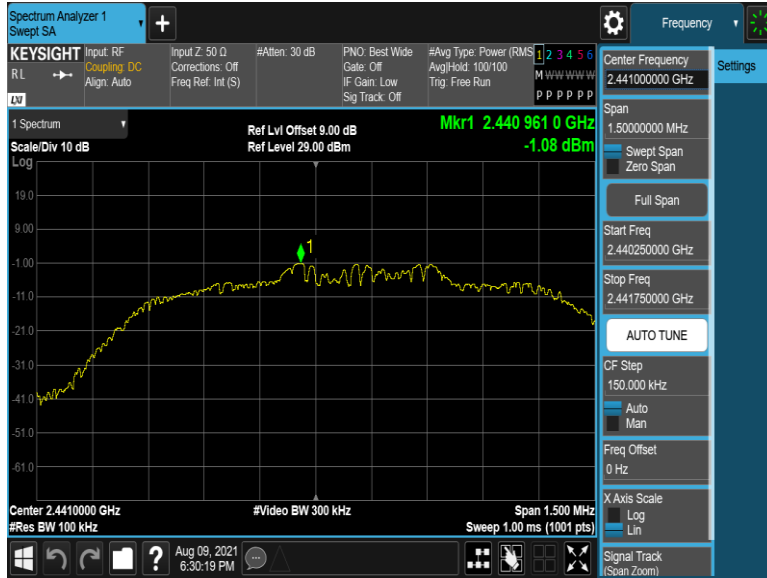 Spectrum Analyzer 1
Swept SA
+
Frequency
KEYSIGHT
RL
LXI
Input: RF
Coupling: DC
Align: Auto
Input Z: 50 Ω
Corrections: Off
Freq Ref: Int (S)
#Atten: 30 dB
PNO: Best Wide
Gate: Off
IF Gain: Low
Sig Track: Off
#Avg Type: Power (RMS
Avg|Hold: 100/100
Trig: Free Run
1 2 3 4 5 6
M W W W W W
P P P P P P
1 Spectrum
Scale/Div 10 dB
Log
Ref Lvl Offset 9.00 dB
Ref Level 29.00 dBm
Mkr1 2.440 961 0 GHz
-1.08 dBm
19.0
9.00
-1.00
-11.0
-21.0
-31.0
-41.0
-51.0
-61.0
1
Center 2.4410000 GHz
#Res BW 100 kHz
#Video BW 300 kHz
Span 1.500 MHz
Sweep 1.00 ms (1001 pts)
?
Aug 09, 2021
6:30:19 PM
Center Frequency
2.441000000 GHz
Span
1.50000000 MHz
Swept Span
Zero Span
Full Span
Start Freq
2.440250000 GHz
Stop Freq
2.441750000 GHz
AUTO TUNE
CF Step
150.000 kHz
Auto
Man
Freq Offset
0 Hz
X Axis Scale
Log
Lin
Signal Track
(Span Zoom)
Settings